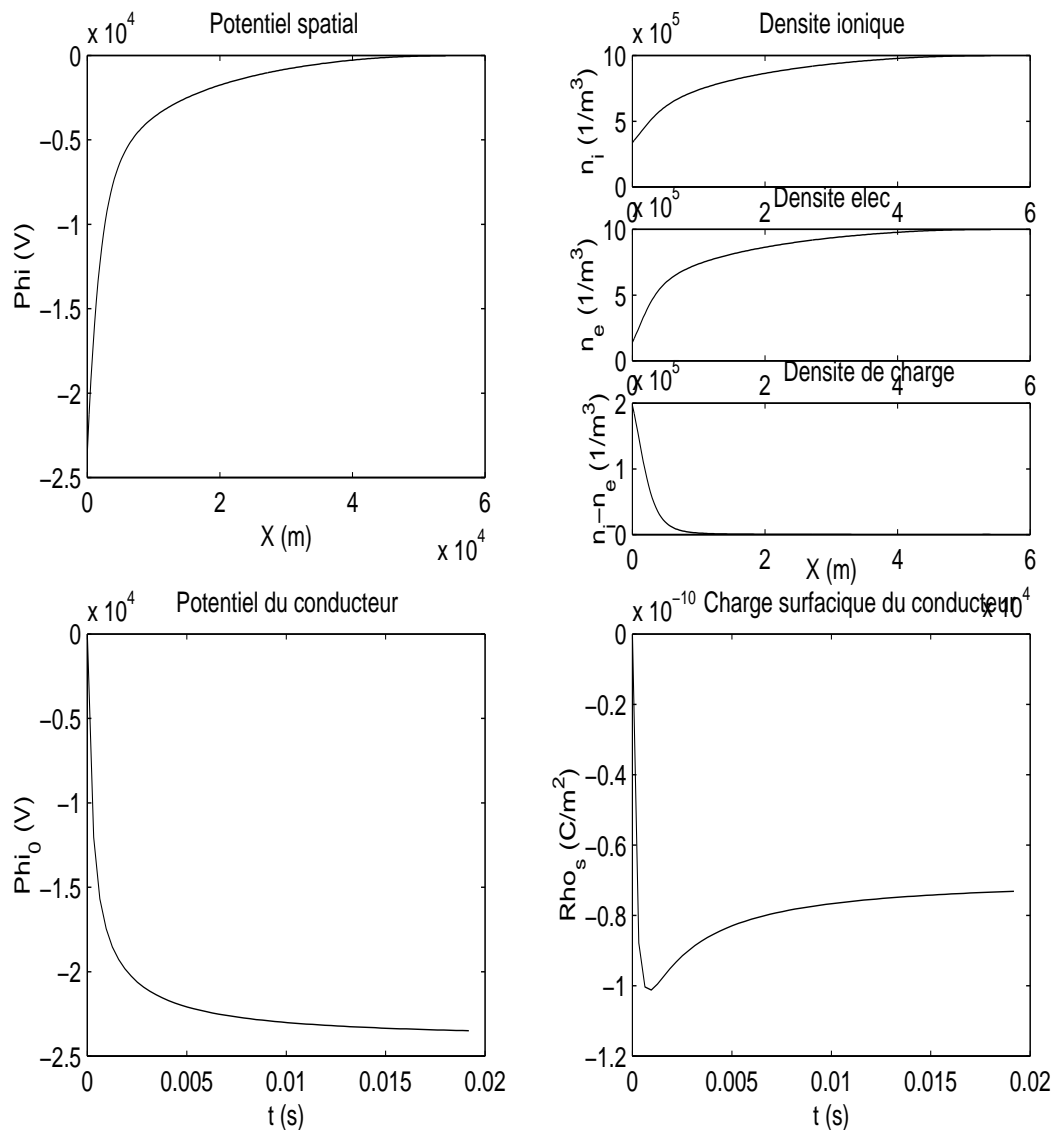 Potentiel spatial
x 10^4
0
−0.5
−1
−1.5
−2
−2.5
Phi (V)
0 2 4 6
X (m)
x 10^4
Densite ionique
x 10^5
10
5
0
n_i (1/m^3)
0 2 4 6
Densite elec
x 10^5
10
5
0
n_e (1/m^3)
0 2 4 6
Densite de charge
x 10^5
2
1
0
n_i−n_e (1/m^3)
0 2 4 6
X (m)
x 10^4
Potentiel du conducteur
x 10^4
0
−0.5
−1
−1.5
−2
−2.5
Phi_0 (V)
0 0.005 0.01 0.015 0.02
t (s)
Charge surfacique du conducteur
x 10^−10
0
−0.2
−0.4
−0.6
−0.8
−1
−1.2
Rho_s (C/m^2)
0 0.005 0.01 0.015 0.02
t (s)